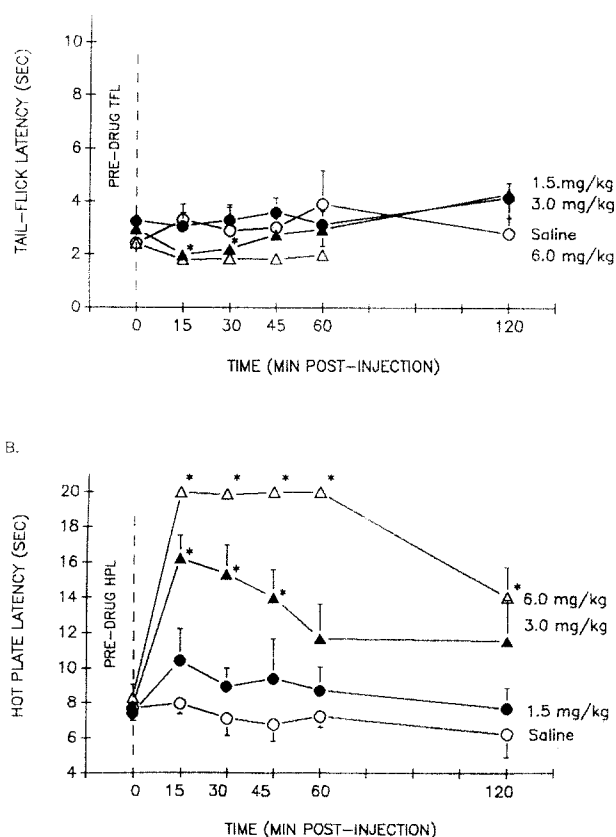 10
8
6
4
2
0
TAIL-FLICK LATENCY (SEC)
PRE-DRUG TFL
*
*
1.5.mg/kg
3.0 mg/kg
Saline
6.0 mg/kg
0 15 30 45 60 120
TIME (MIN POST-INJECTION)
B.
20
18
16
14
12
10
8
6
4
HOT PLATE LATENCY (SEC)
PRE-DRUG HPL
* * * *
* * *
*
6.0 mg/kg
3.0 mg/kg
1.5 mg/kg
Saline
0 15 30 45 60 120
TIME (MIN POST-INJECTION)